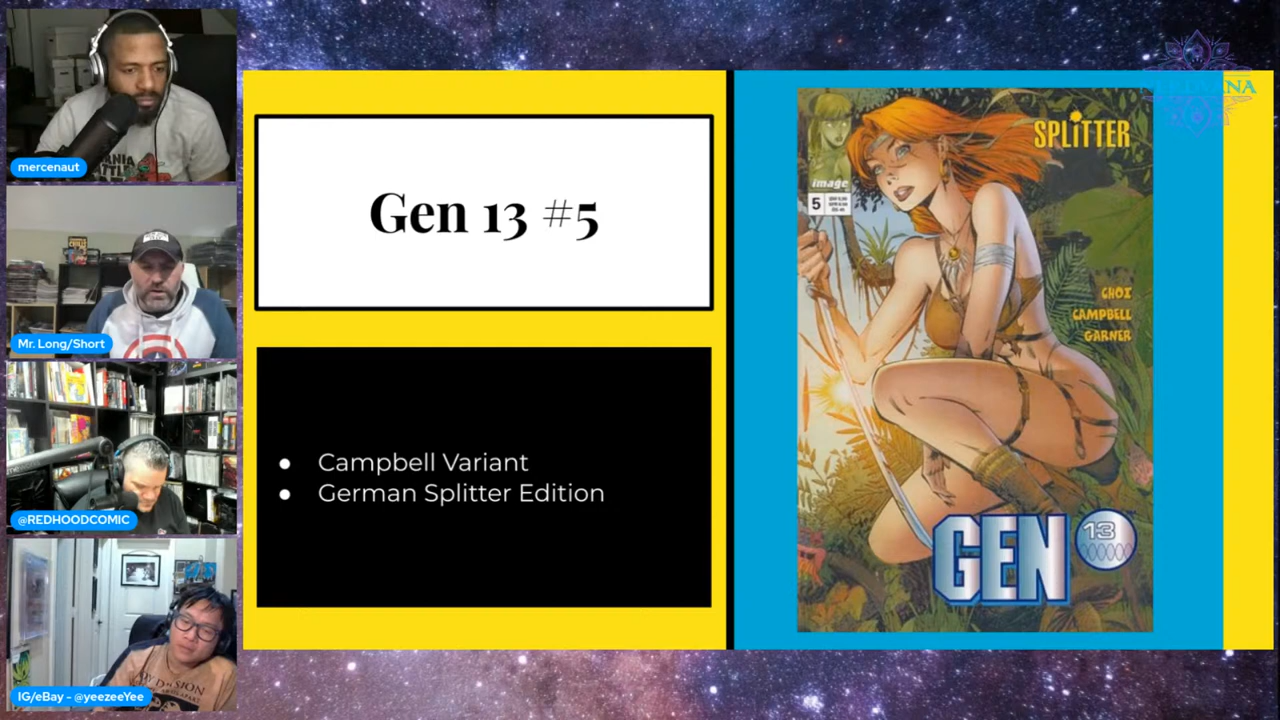 mercenaut
Mr. Long/Short
@REDHOODCOMIC
IG/eBay - @yeezeeYee
Gen 13 #5
● Campbell Variant
● German Splitter Edition
SPLITTER
image
5
CHOI
CAMPBELL
GARNER
GEN
13